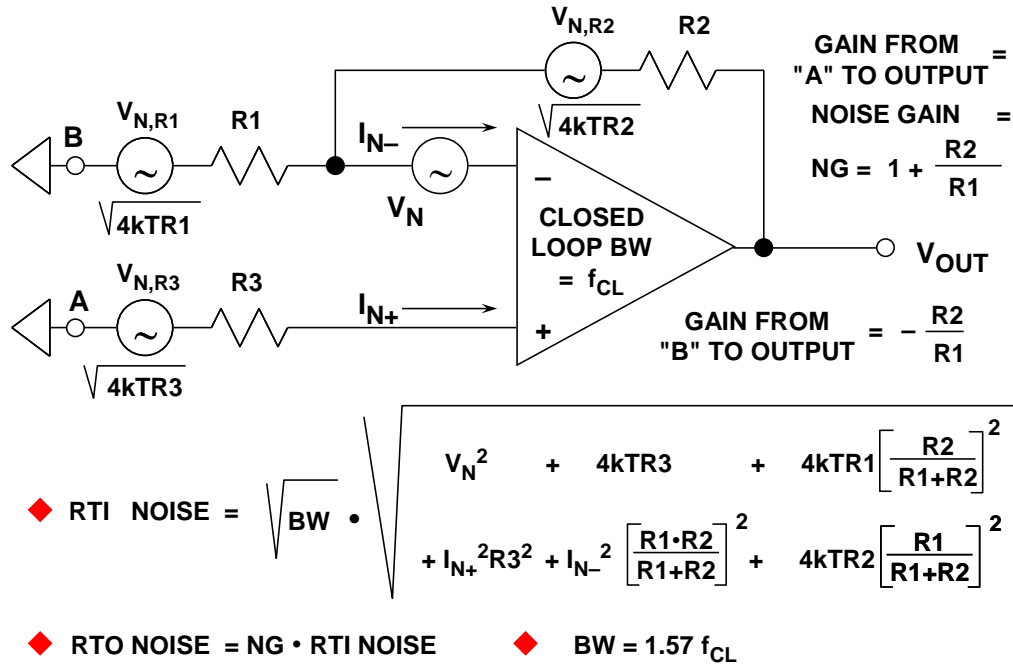 V_N,R2
R2
GAIN FROM
"A" TO OUTPUT =
NOISE GAIN =
NG = 1 + R2/R1
√4kTR2
V_N,R1
R1
B
I_N–
~
~
~
V_N
√4kTR1
–
CLOSED
LOOP BW
= f_CL
V_OUT
V_N,R3
R3
A
I_N+
~
+
√4kTR3
GAIN FROM
"B" TO OUTPUT = – R2/R1
RTI NOISE = √BW • √( V_N² + 4kTR3 + 4kTR1[R2/(R1+R2)]²
+ I_N+²R3² + I_N–²[R1•R2/(R1+R2)]² + 4kTR2[R1/(R1+R2)]² )
RTO NOISE = NG • RTI NOISE
BW = 1.57 f_CL